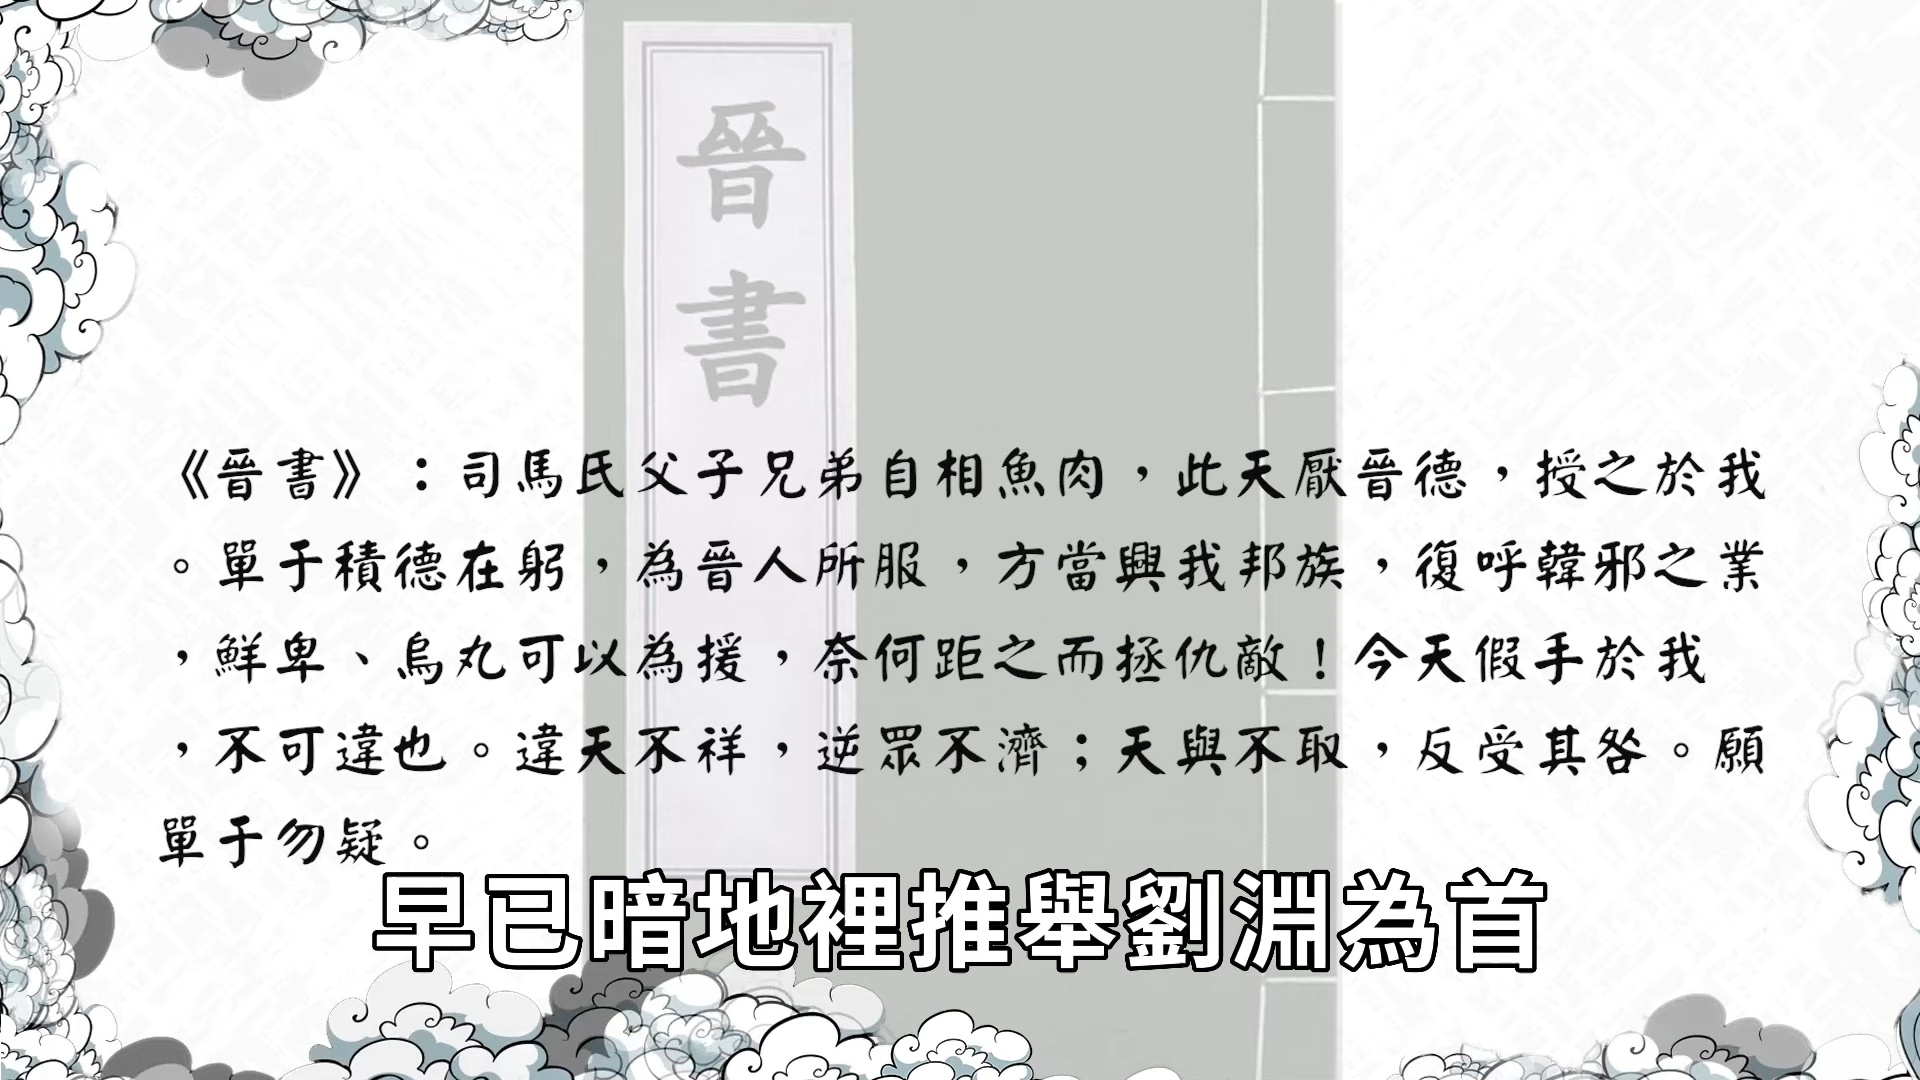 晉書
《晉書》：司馬氏父子兄弟自相魚肉，此天厭晉德，授之於我
。單于積德在躬，為晉人所服，方當興我邦族，復呼韓邪之業
，鮮卑、烏丸可以為援，奈何距之而拯仇敵！今天假手於我
，不可違也。違天不祥，逆眾不濟；天與不取，反受其咎。願
單于勿疑。
早已暗地裡推舉劉淵為首